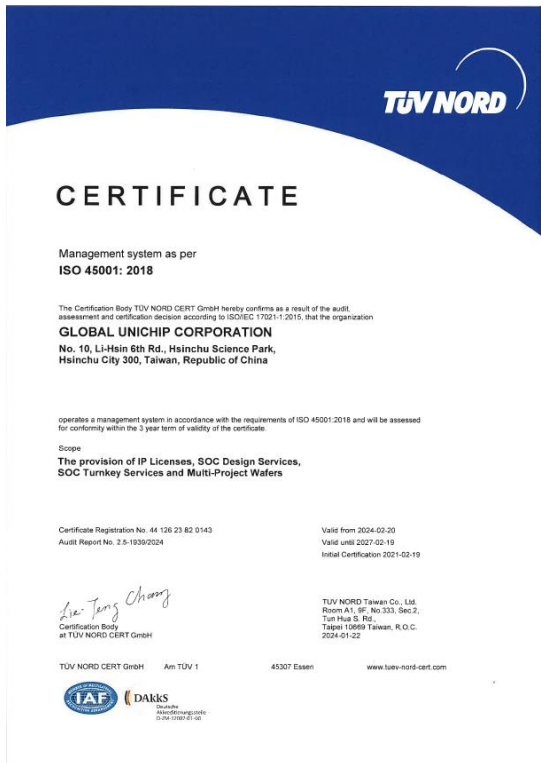 TÜV NORD
CERTIFICATE
Management system as per
ISO 45001: 2018
The Certification Body TÜV NORD CERT GmbH hereby confirms as a result of the audit,
assessment and certification decision according to ISO/IEC 17021-1:2015, that the organization
GLOBAL UNICHIP CORPORATION
No. 10, Li-Hsin 6th Rd., Hsinchu Science Park,
Hsinchu City 300, Taiwan, Republic of China
operates a management system in accordance with the requirements of ISO 45001:2018 and will be assessed
for conformity within the 3 year term of validity of the certificate.
Scope
The provision of IP Licenses, SOC Design Services,
SOC Turnkey Services and Multi-Project Wafers
Certificate Registration No. 44 126 23 82 0143
Audit Report No. 2.5-1939/2024
Valid from 2024-02-20
Valid until 2027-02-19
Initial Certification 2021-02-19
Lie-Teng Chang
Certification Body
at TÜV NORD CERT GmbH
TUV NORD Taiwan Co., Ltd.
Room A1, 9F, No.333, Sec.2,
Tun Hua S. Rd.,
Taipei 10669 Taiwan, R.O.C.
2024-01-22
TÜV NORD CERT GmbH Am TÜV 1 45307 Essen www.tuev-nord-cert.com
IAF
DAkkS
Deutsche
Akkreditierungsstelle
D-ZM-12007-01-00